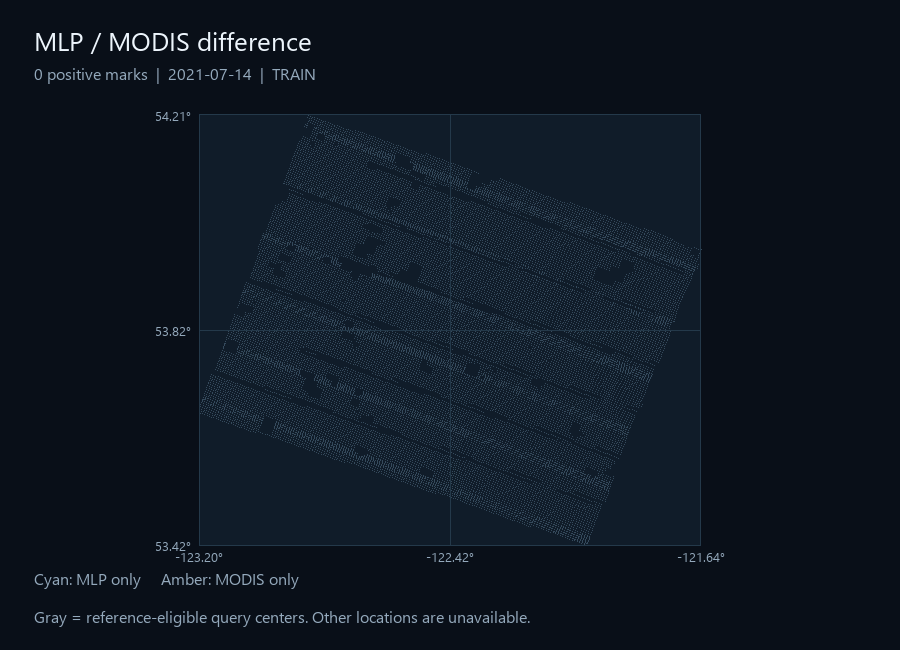 MLP / MODIS difference
0 positive marks | 2021-07-14 | TRAIN
54.21°
53.82°
53.42°
-123.20° -122.42° -121.64°
Cyan: MLP only Amber: MODIS only
Gray = reference-eligible query centers. Other locations are unavailable.